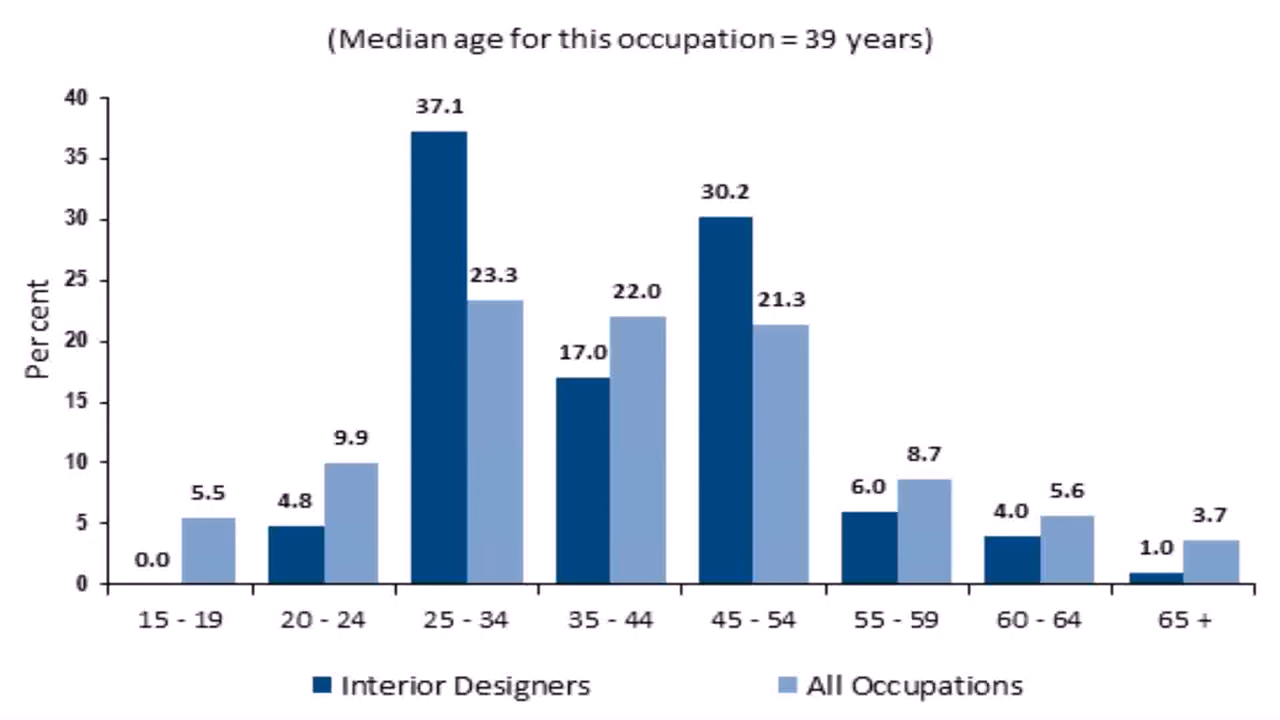 (Median age for this occupation = 39 years)
40
35
30
25
20
15
10
5
0
Per cent
0.0
5.5
4.8
9.9
37.1
23.3
17.0
22.0
30.2
21.3
6.0
8.7
4.0
5.6
1.0
3.7
15 - 19
20 - 24
25 - 34
35 - 44
45 - 54
55 - 59
60 - 64
65 +
Interior Designers
All Occupations